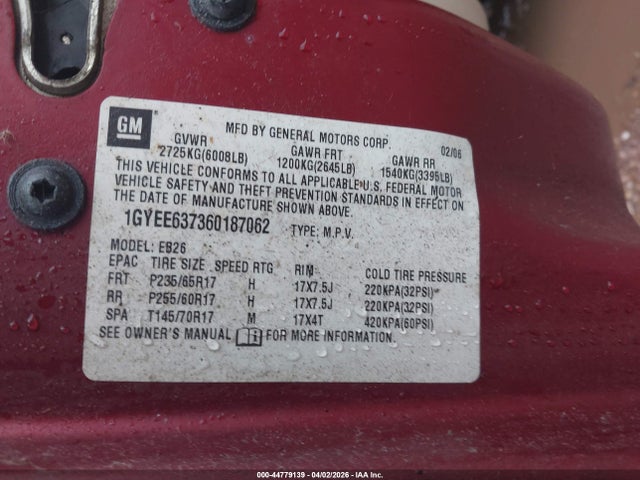 GM
MFD BY GENERAL MOTORS CORP. 02/06
GVWR GAWR FRT GAWR RR
2725KG(6008LB) 1200KG(2645LB) 1540KG(3395LB)
THIS VEHICLE CONFORMS TO ALL APPLICABLE U.S. FEDERAL MOTOR
VEHICLE SAFETY AND THEFT PREVENTION STANDARDS IN EFFECT ON
THE DATE OF MANUFACTURE SHOWN ABOVE.
1GYEE637360187062 TYPE: M.P.V.
MODEL: EB26
EPAC TIRE SIZE SPEED RTG RIM COLD TIRE PRESSURE
FRT P235/65R17 H 17X7.5J 220KPA(32PSI)
RR P255/60R17 H 17X7.5J 220KPA(32PSI)
SPA T145/70R17 M 17X4T 420KPA(60PSI)
SEE OWNER'S MANUAL FOR MORE INFORMATION.
000-44779139 - 04/02/2026 - IAA Inc.